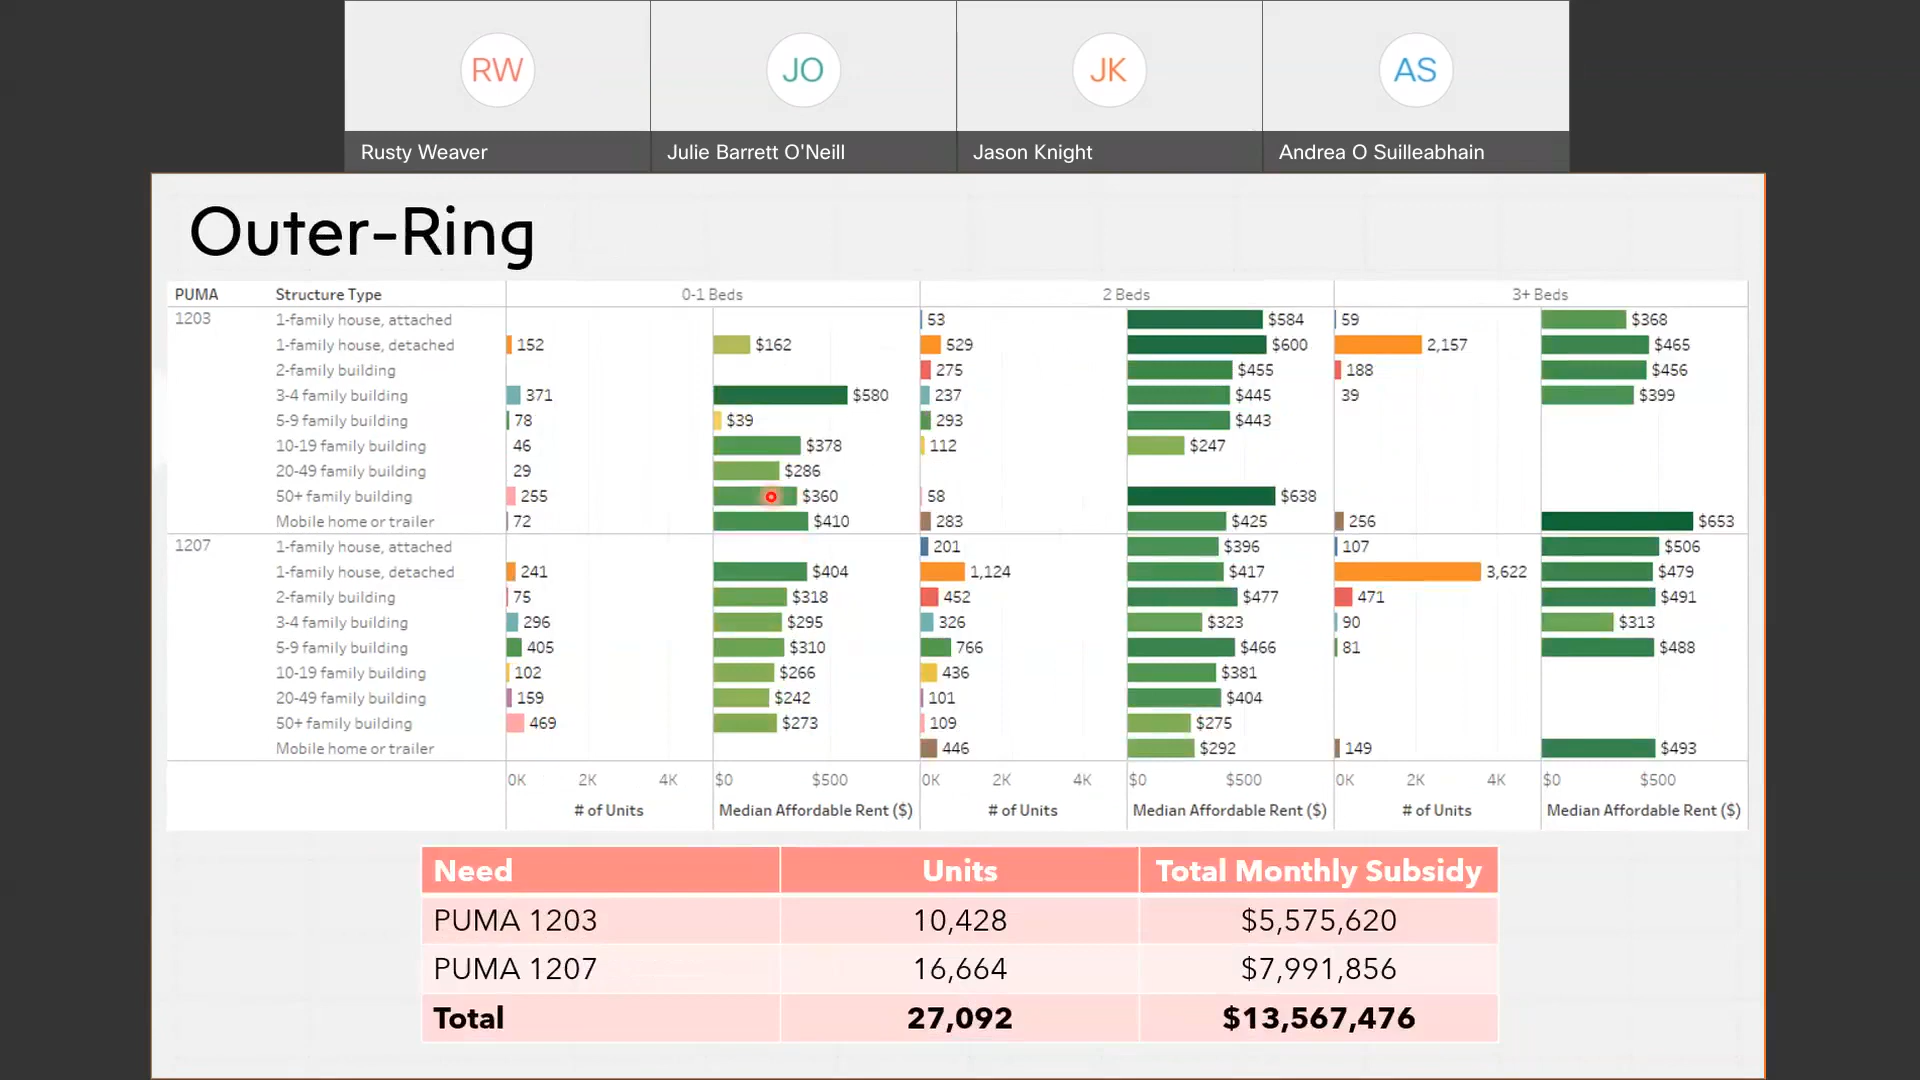 RW
JO
JK
AS
Rusty Weaver
Julie Barrett O'Neill
Jason Knight
Andrea O Suilleabhain
Outer-Ring
PUMA Structure Type 0-1 Beds 2 Beds 3+ Beds
1203 1-family house, attached 53 $584 59 $368
1-family house, detached 152 $162 529 $600 2,157 $465
2-family building 275 $455 188 $456
3-4 family building 371 $580 237 $445 39 $399
5-9 family building 78 $39 293 $443
10-19 family building 46 $378 112 $247
20-49 family building 29 $286
50+ family building 255 $360 58 $638
Mobile home or trailer 72 $410 283 $425 256 $653
1207 1-family house, attached 201 $396 107 $506
1-family house, detached 241 $404 1,124 $417 3,622 $479
2-family building 75 $318 452 $477 471 $491
3-4 family building 296 $295 326 $323 90 $313
5-9 family building 405 $310 766 $466 81 $488
10-19 family building 102 $266 436 $381
20-49 family building 159 $242 101 $404
50+ family building 469 $273 109 $275
Mobile home or trailer 446 $292 149 $493
0K 2K 4K $0 $500 0K 2K 4K $0 $500 0K 2K 4K $0 $500
# of Units Median Affordable Rent ($) # of Units Median Affordable Rent ($) # of Units Median Affordable Rent ($)
Need Units Total Monthly Subsidy
PUMA 1203 10,428 $5,575,620
PUMA 1207 16,664 $7,991,856
Total 27,092 $13,567,476